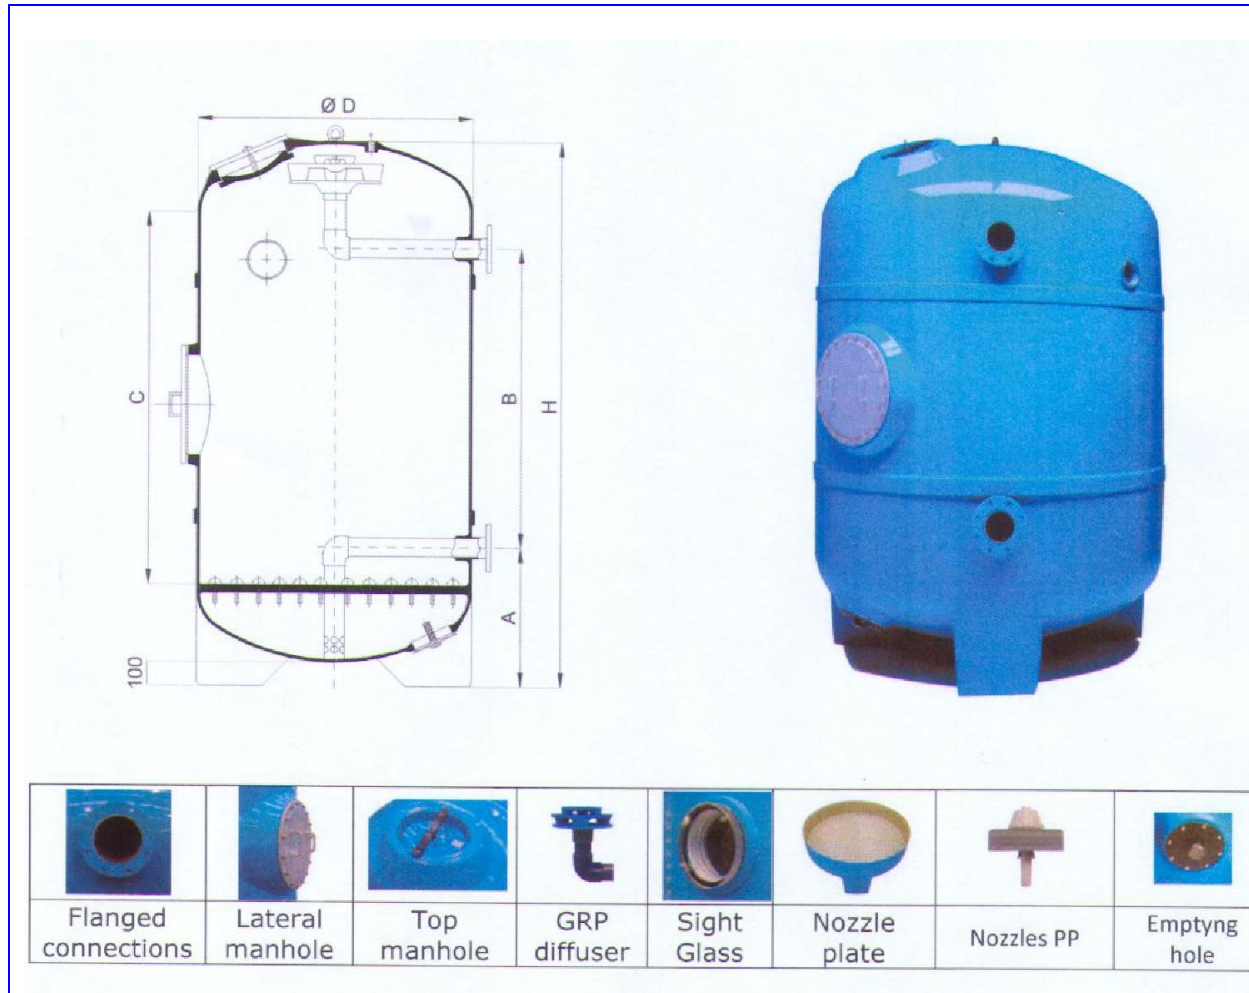 Ø D
C
B
H
A
100
Flanged
connections
Lateral
manhole
Top
manhole
GRP
diffuser
Sight
Glass
Nozzle
plate
Nozzles PP
Emptyng
hole